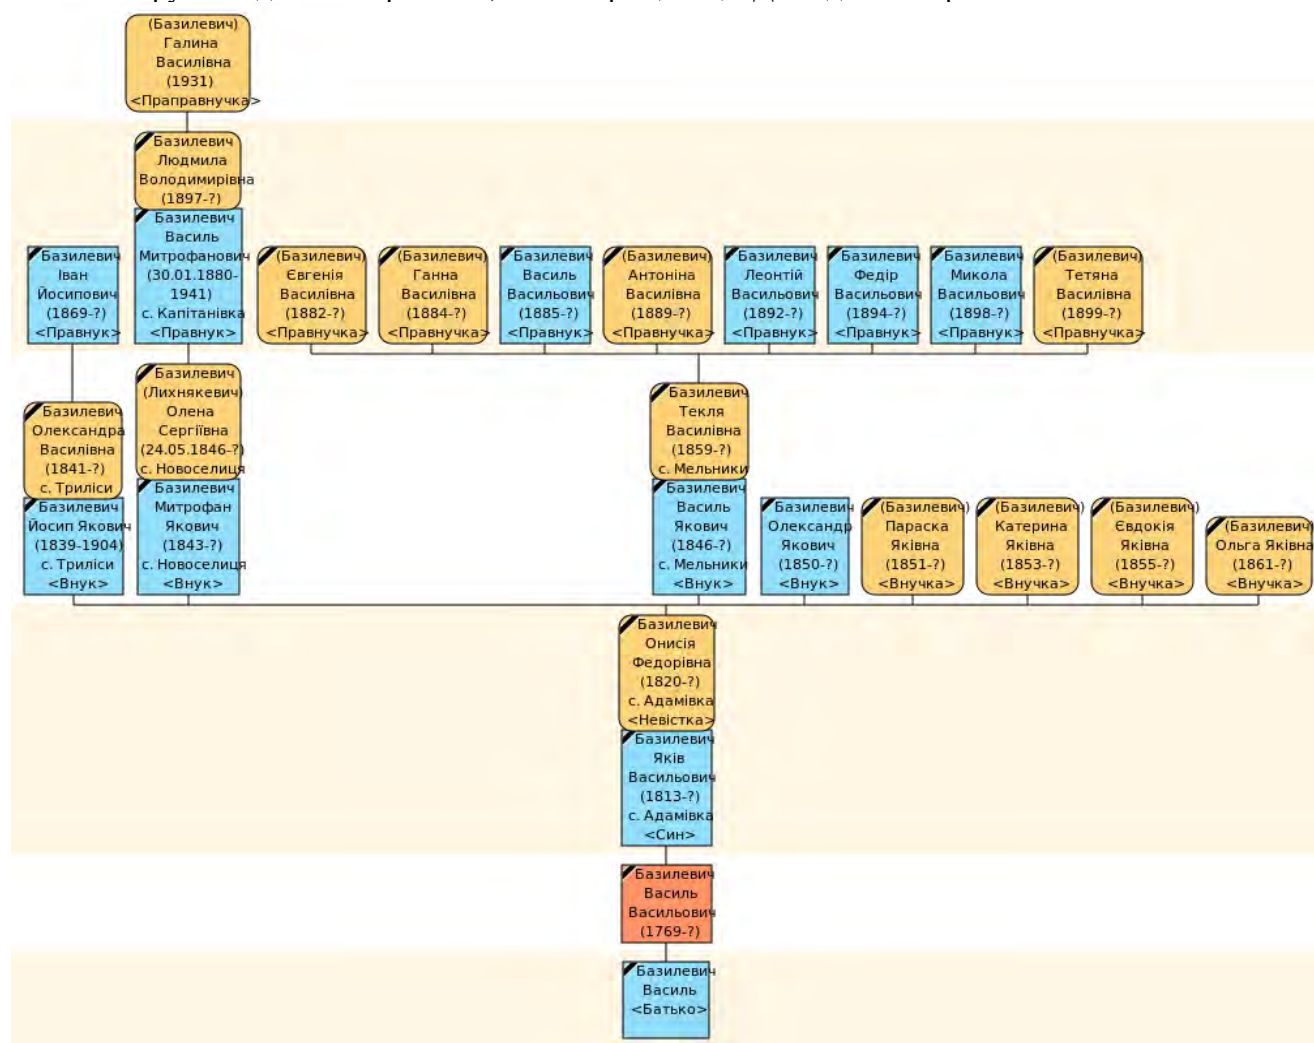 (Базилевич)
Галина
Василівна
(1931)
<Праправнучка>
Базилевич
Людмила
Володимирівна
(1897-?)
Базилевич
Василь
Митрофанович
(30.01.1880-
1941)
с. Капітанівка
<Правнук>
Базилевич
Іван
Йосипович
(1869-?)
<Правнук>
(Базилевич)
Євгенія
Василівна
(1882-?)
<Правнучка>
(Базилевич)
Ганна
Василівна
(1884-?)
<Правнучка>
Базилевич
Василь
Васильович
(1885-?)
<Правнук>
(Базилевич)
Антоніна
Василівна
(1889-?)
<Правнучка>
Базилевич
Леонтій
Васильович
(1892-?)
<Правнук>
Базилевич
Федір
Васильович
(1894-?)
<Правнук>
Базилевич
Микола
Васильович
(1898-?)
<Правнук>
(Базилевич)
Тетяна
Василівна
(1899-?)
<Правнучка>
Базилевич
Олександра
Василівна
(1841-?)
с. Триліси
Базилевич
Йосип Якович
(1839-1904)
с. Триліси
<Внук>
Базилевич
(Лихнякевич)
Олена
Сергіївна
(24.05.1846-?)
с. Новоселиця
Базилевич
Митрофан
Якович
(1843-?)
с. Новоселиця
<Внук>
Базилевич
Текля
Василівна
(1859-?)
с. Мельники
Базилевич
Василь
Якович
(1846-?)
с. Мельники
<Внук>
Базилевич
Олександр
Якович
(1850-?)
<Внук>
(Базилевич)
Параска
Яківна
(1851-?)
<Внучка>
(Базилевич)
Катерина
Яківна
(1853-?)
<Внучка>
(Базилевич)
Євдокія
Яківна
(1855-?)
<Внучка>
(Базилевич)
Ольга Яківна
(1861-?)
<Внучка>
Базилевич
Онисія
Федорівна
(1820-?)
с. Адамівка
<Невістка>
Базилевич
Яків
Васильович
(1813-?)
с. Адамівка
<Син>
Базилевич
Василь
Васильович
(1769-?)
Базилевич
Василь
<Батько>